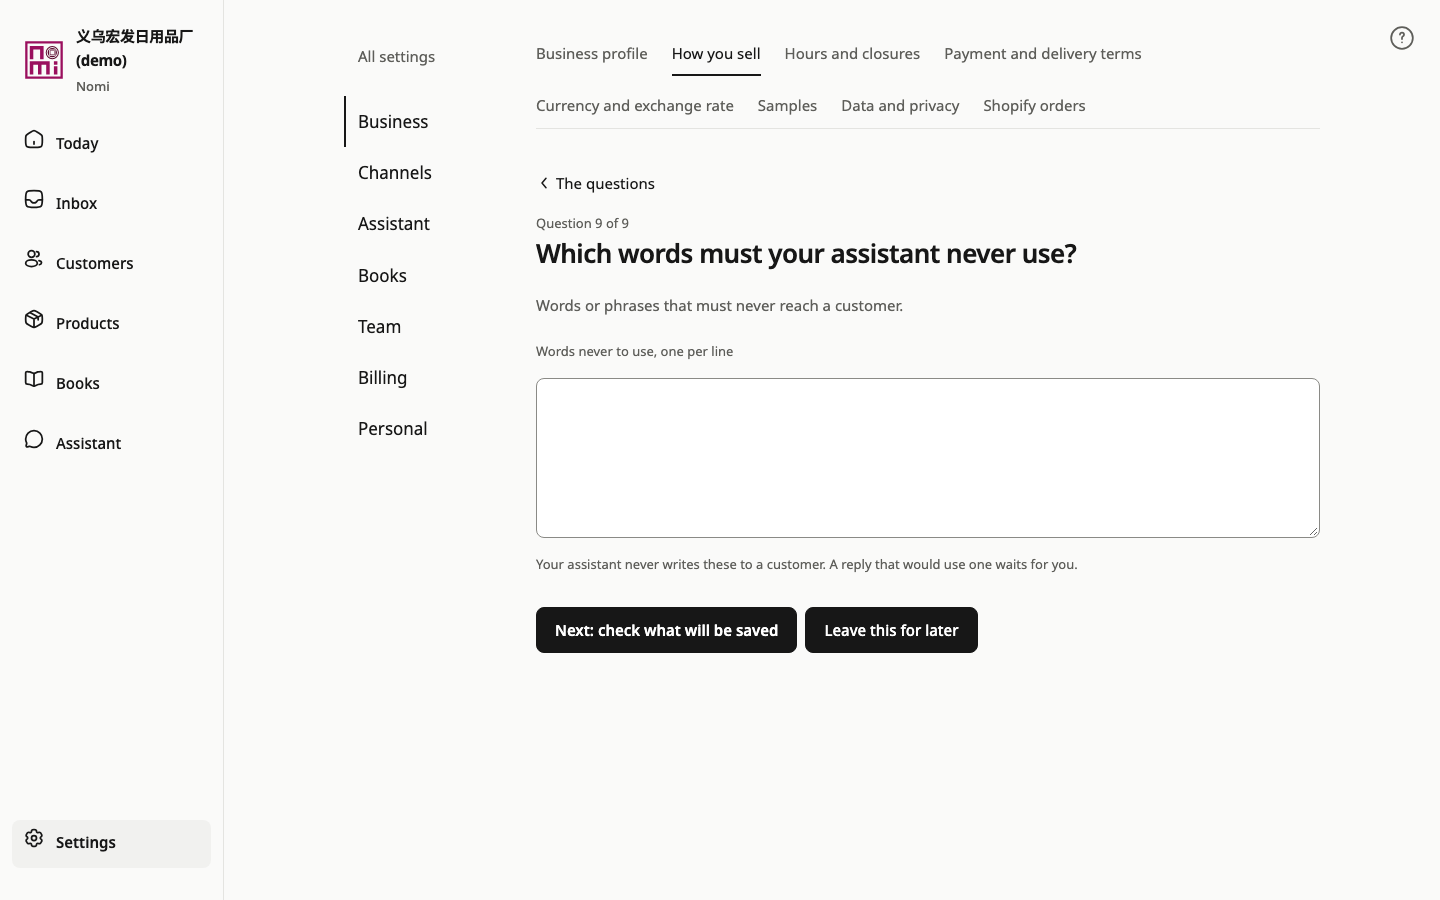 义乌宏发日用品厂
(demo)
Nomi
Today
Inbox
Customers
Products
Books
Assistant
Settings
All settings
Business
Channels
Assistant
Books
Team
Billing
Personal
Business profile
How you sell
Hours and closures
Payment and delivery terms
Currency and exchange rate
Samples
Data and privacy
Shopify orders
The questions
Question 9 of 9
Which words must your assistant never use?
Words or phrases that must never reach a customer.
Words never to use, one per line
Your assistant never writes these to a customer. A reply that would use one waits for you.
Next: check what will be saved
Leave this for later